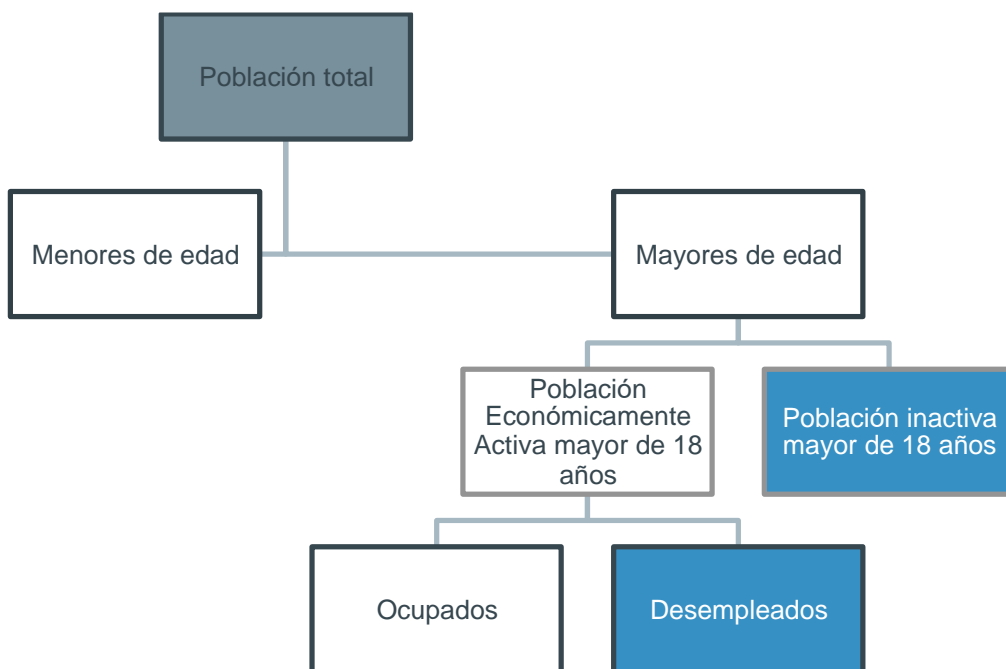 Población total
Menores de edad
Mayores de edad
Población
Económicamente
Activa mayor de 18
años
Población inactiva
mayor de 18 años
Ocupados
Desempleados